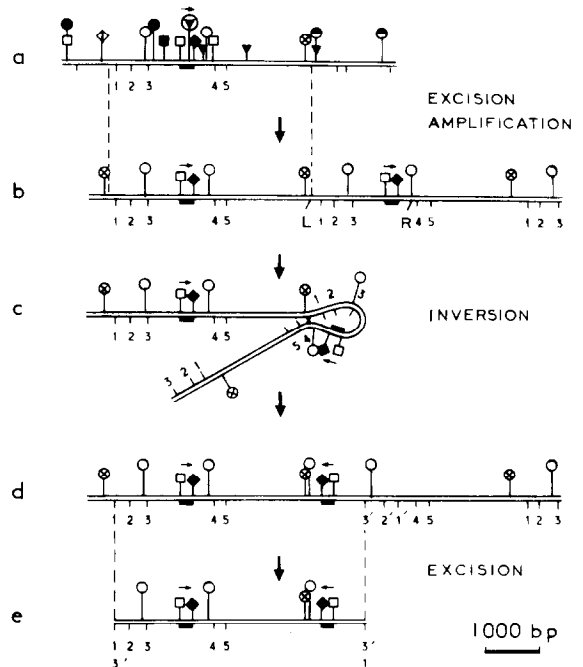 a
1 2 3 4 5
EXCISION
AMPLIFICATION
b
1 2 3 4 5 L 1 2 3 R 4 5 1 2 3
c
1 2 3
INVERSION
5 4
3 2 1
d
1 2 3 4 5 3' 2' 1' 4 5 1 2 3
EXCISION
e
1 2 3 4 5 3'
3' 1
1000 bp